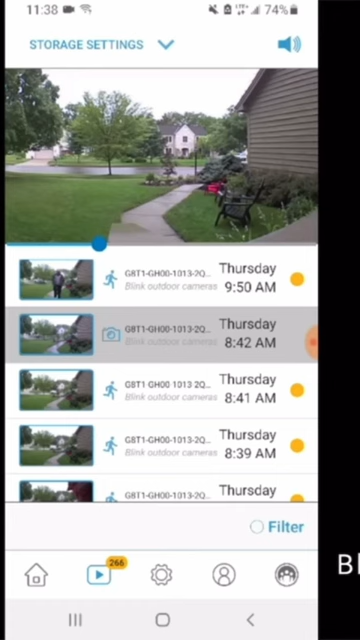 11:38 74%
STORAGE SETTINGS
G8T1-GH00-1013-2Q... Thursday
Blink outdoor cameras 9:50 AM
G8T1-GH00-1013-2Q... Thursday
Blink outdoor cameras 8:42 AM
G8T1-GH00 1013 2Q... Thursday
Blink outdoor cameras 8:41 AM
G8T1-GH00-1013-2Q... Thursday
Blink outdoor cameras 8:39 AM
G8T1-GH00-1013-2Q... Thursday
Filter
266
Bl